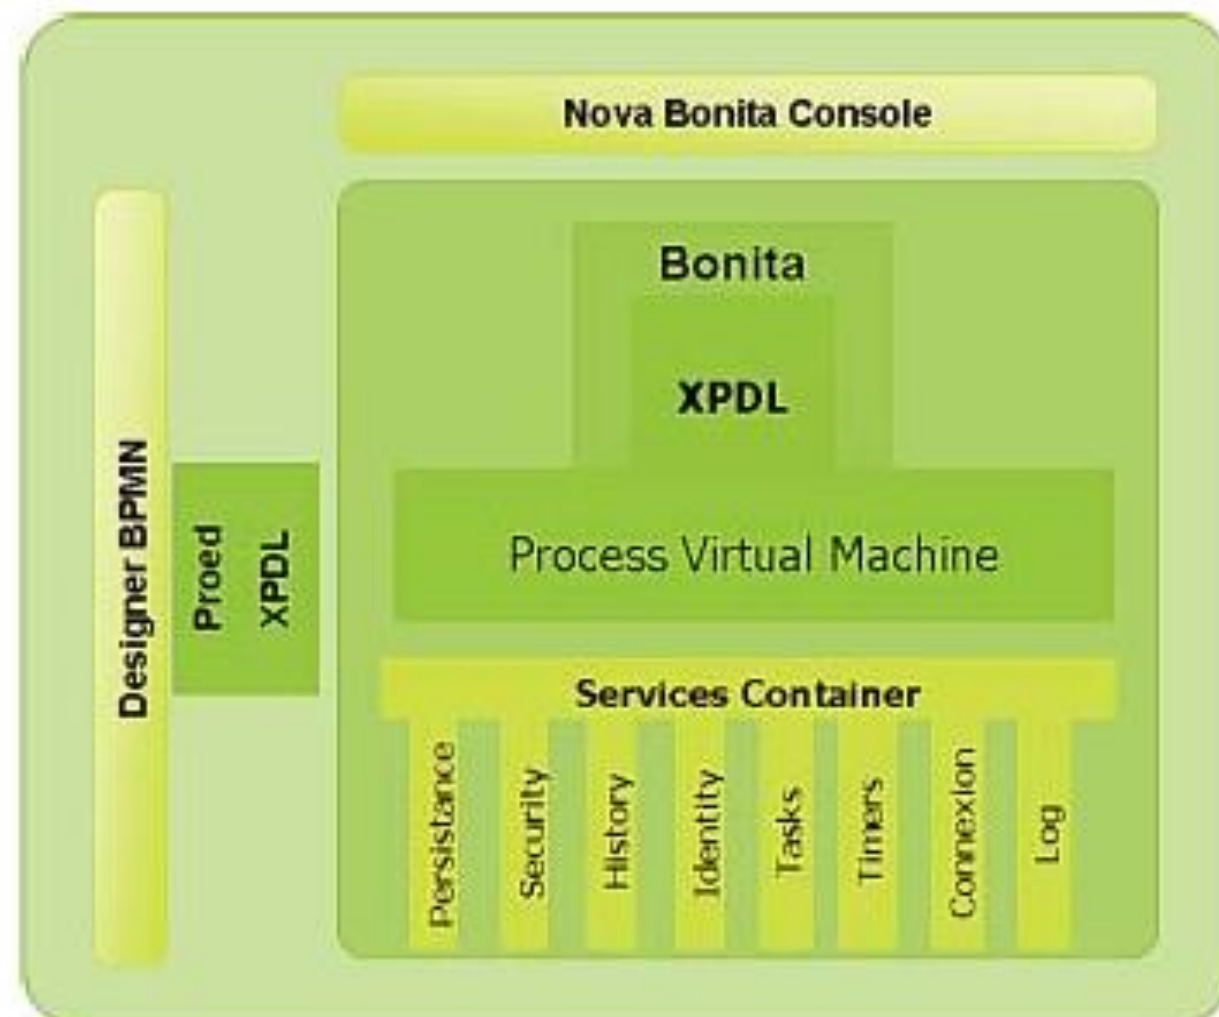 Nova Bonita Console
Bonita
XPDL
Process Virtual Machine
Designer BPMN
Proed
XPDL
Services Container
Persistance
Security
History
Identity
Tasks
Timers
Connexion
Log